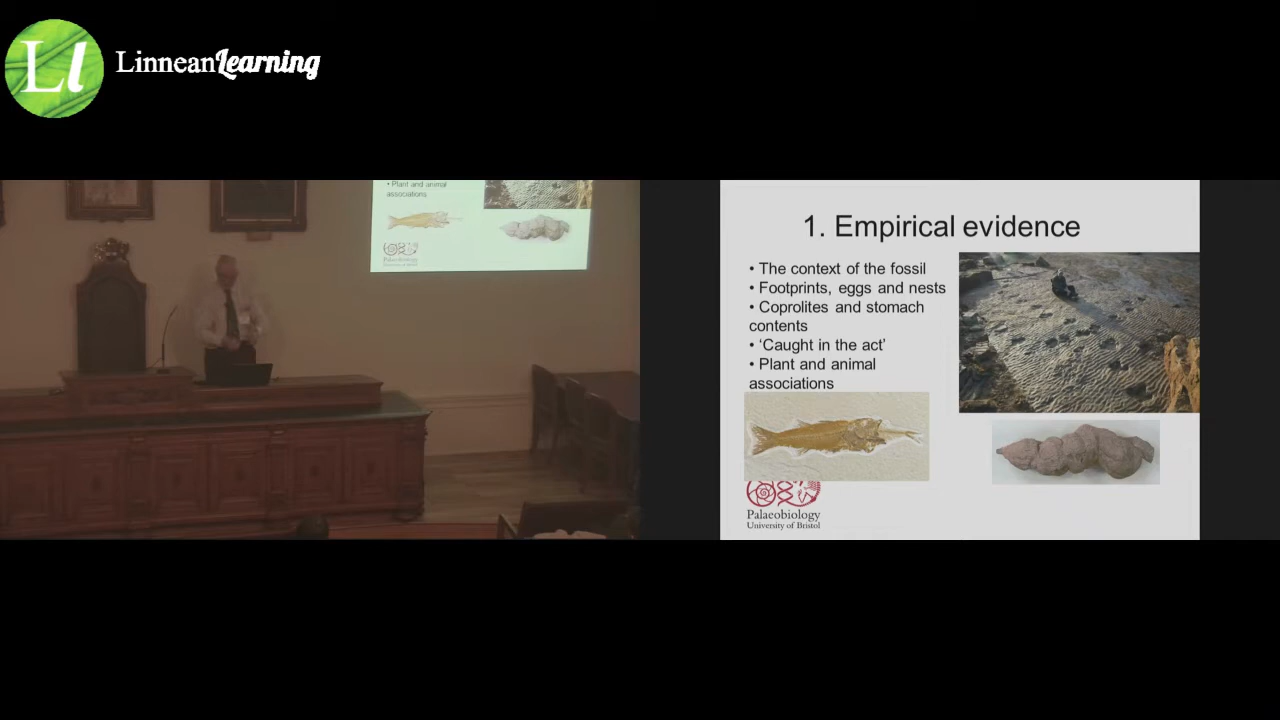 Ll
LinneanLearning
• Plant and animal
associations
Palaeobiology
1. Empirical evidence
• The context of the fossil
• Footprints, eggs and nests
• Coprolites and stomach
contents
• ‘Caught in the act’
• Plant and animal
associations
Palaeobiology
University of Bristol